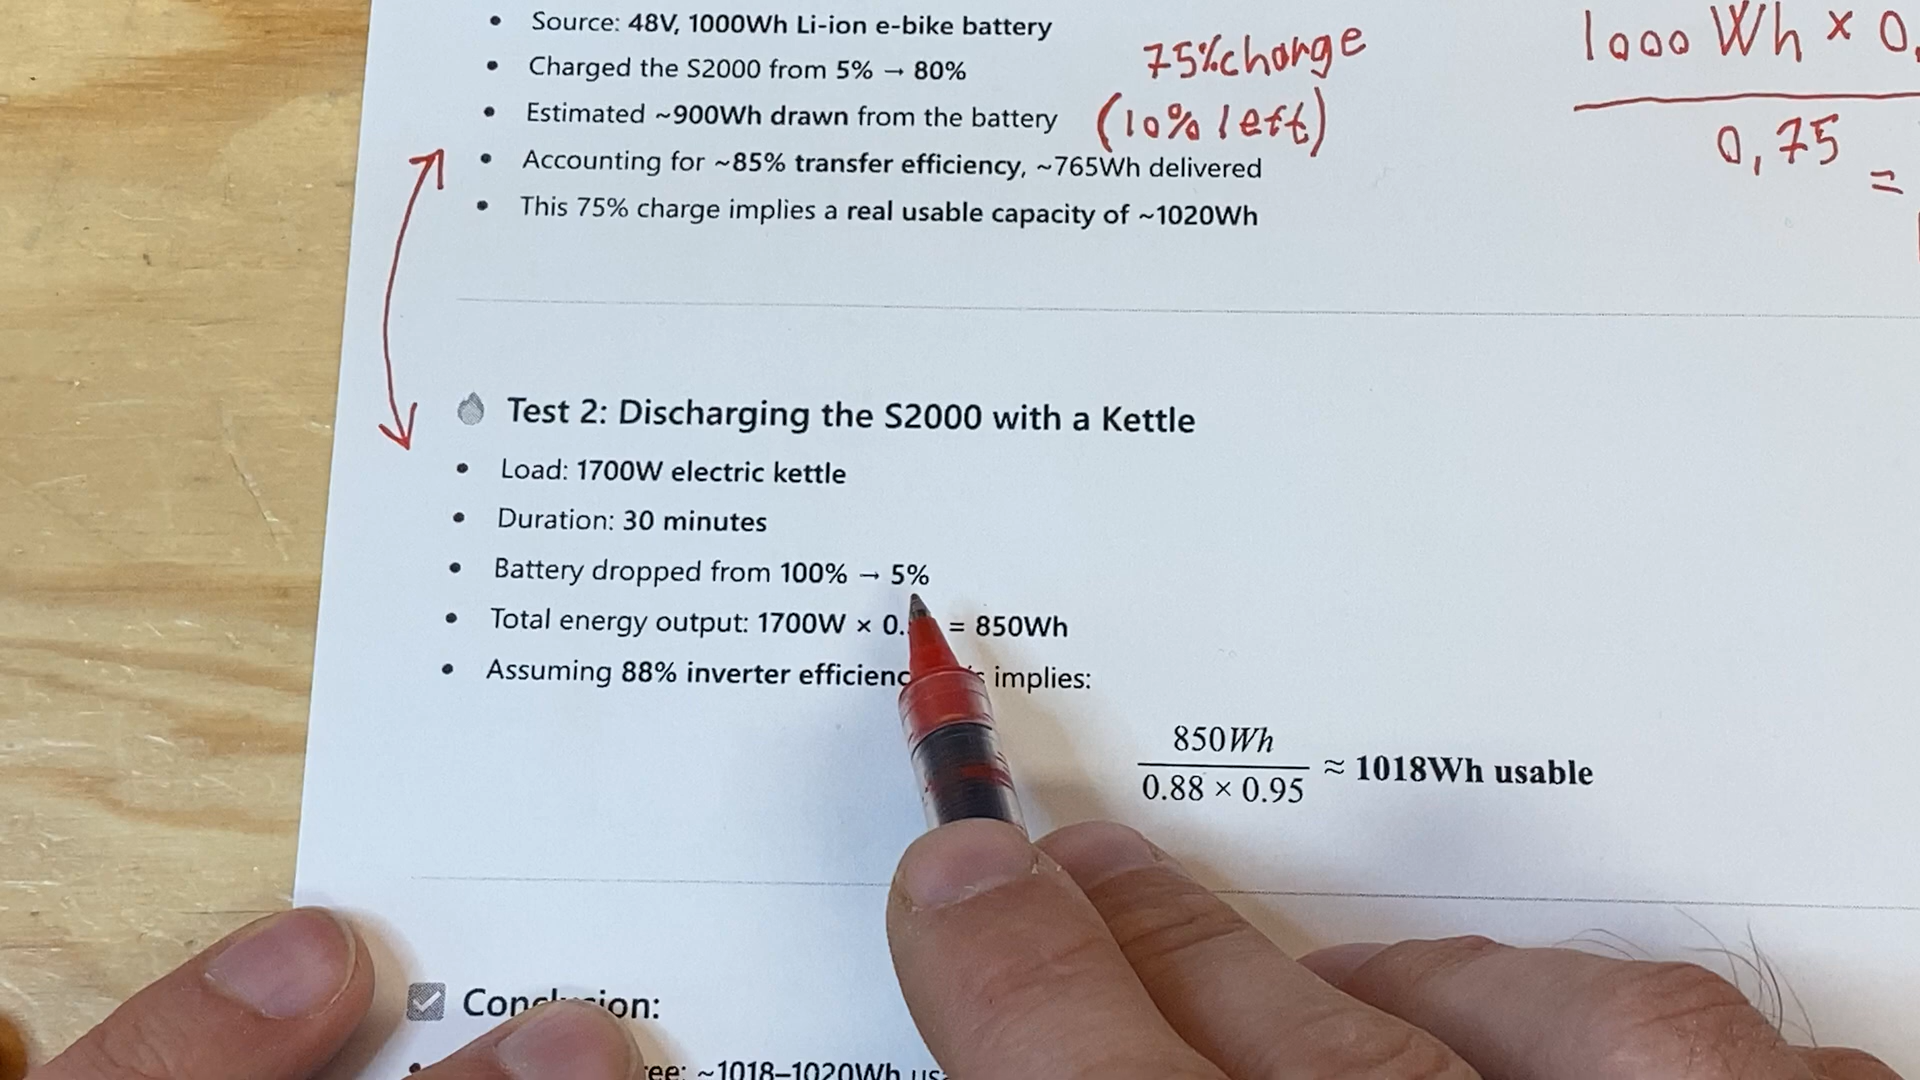 • Source: 48V, 1000Wh Li-ion e-bike battery
• Charged the S2000 from 5% → 80%
75% charge
• Estimated ~900Wh drawn from the battery
(10% left)
• Accounting for ~85% transfer efficiency, ~765Wh delivered
• This 75% charge implies a real usable capacity of ~1020Wh
1000 Wh × 0,
0,75
=
Test 2: Discharging the S2000 with a Kettle
• Load: 1700W electric kettle
• Duration: 30 minutes
• Battery dropped from 100% → 5%
• Total energy output: 1700W × 0. = 850Wh
• Assuming 88% inverter implies:
850Wh
0.88 × 0.95
≈ 1018Wh usable
~1018–1020Wh